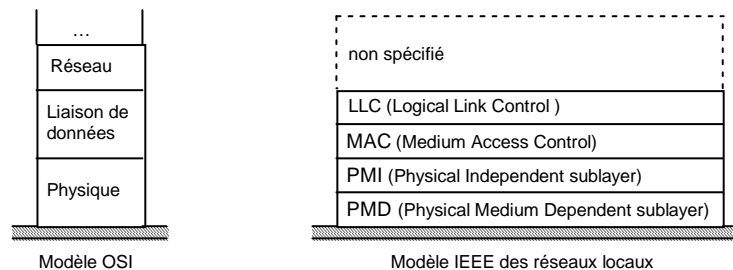 …
Réseau
Liaison de
données
Physique
Modèle OSI
non spécifié
LLC (Logical Link Control )
MAC (Medium Access Control)
PMI (Physical Independent sublayer)
PMD (Physical Medium Dependent sublayer)
Modèle IEEE des réseaux locaux